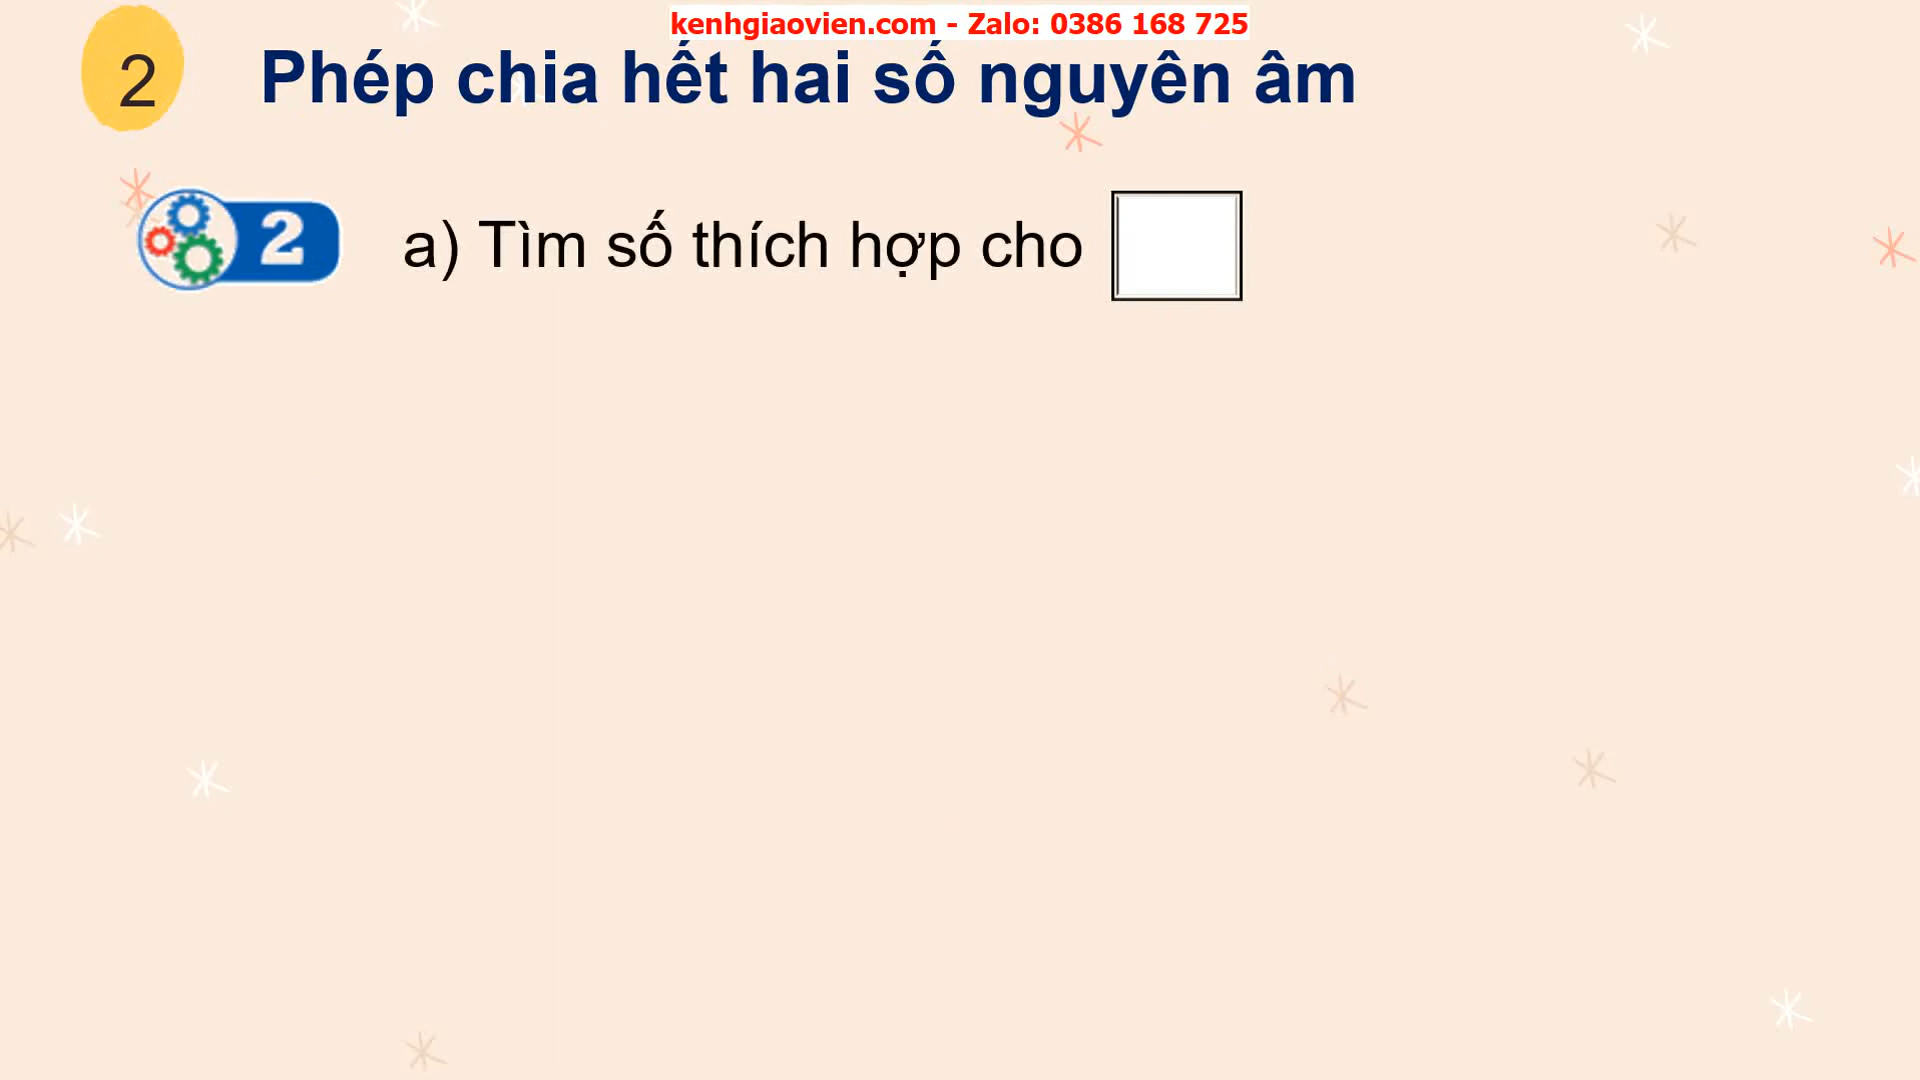 kenhgiaovien.com - Zalo: 0386 168 725
2 Phép chia hết hai số nguyên âm
2 a) Tìm số thích hợp cho